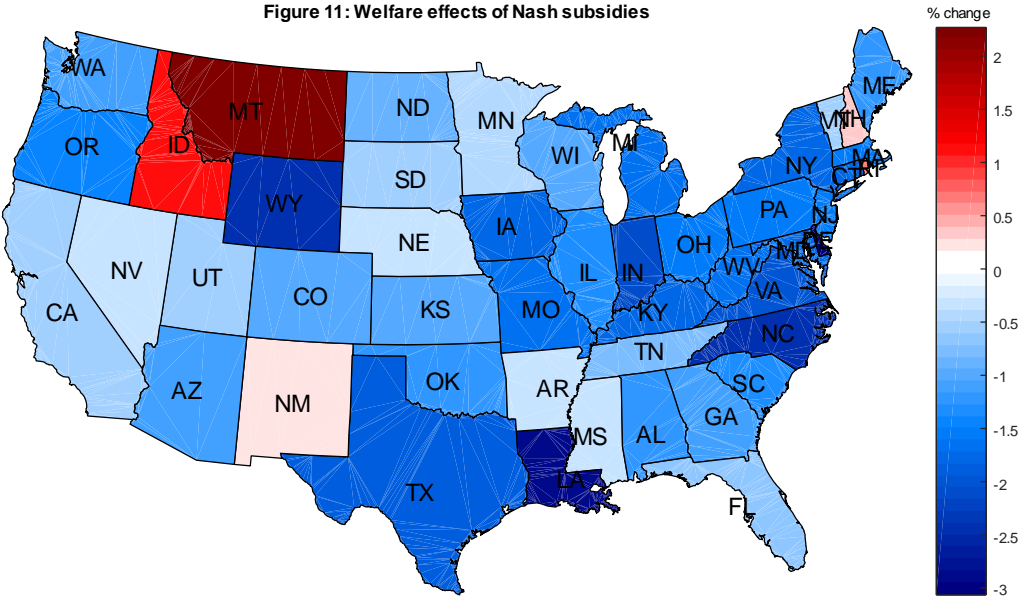 Figure 11: Welfare effects of Nash subsidies
% change
WA
MT
ND
MN
ME
OR
ID
SD
WI
MI
NH
NY
MA
CT
RI
WY
NE
IA
PA
NJ
NV
UT
CO
KS
IL
IN
OH
WV
MD
DE
VA
CA
MO
KY
NC
AZ
NM
OK
AR
TN
SC
TX
LA
MS
AL
GA
FL
2
1.5
1
0.5
0
-0.5
-1
-1.5
-2
-2.5
-3